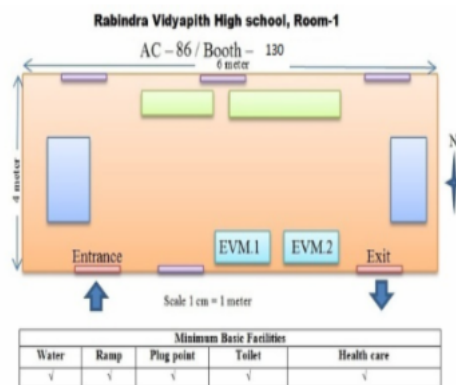 Rabindra Vidyapith High school, Room-1
AC – 86 / Booth – 130
6 meter
4 meter
N
EVM.1 EVM.2
Entrance Exit
Scale 1 cm = 1 meter
Minimum Basic Facilities
Water Ramp Plug point Toilet Health care
√ √ √ √ √